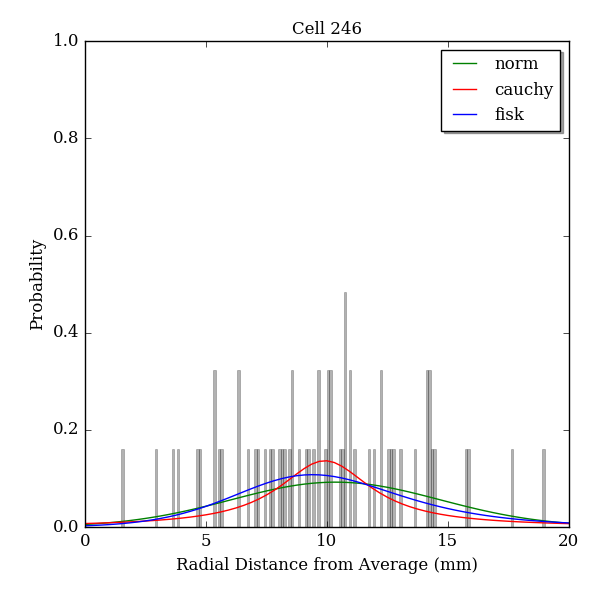 Cell 246
1.0
norm
cauchy
fisk
0.8
0.6
0.4
0.2
0.0
Probability
0 5 10 15 20
Radial Distance from Average (mm)